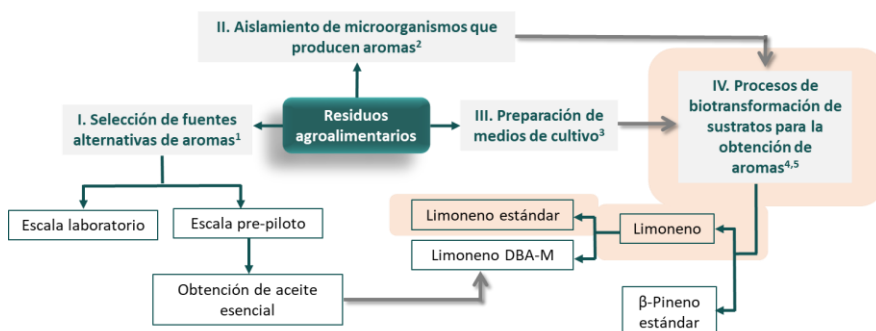 II. Aislamiento de microorganismos que
producen aromas²
IV. Procesos de
biotransformación de
sustratos para la
obtención de
aromas⁴,⁵
I. Selección de fuentes
alternativas de aromas¹
Residuos
agroalimentarios
III. Preparación de
medios de cultivo³
Escala laboratorio
Escala pre-piloto
Limoneno estándar
Limoneno
Limoneno DBA-M
Obtención de aceite
esencial
β-Pineno
estándar